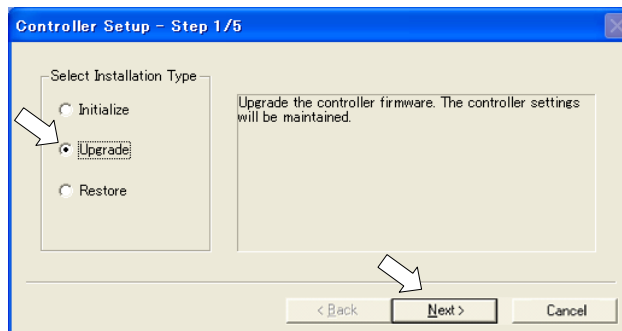 Controller Setup - Step 1/5
Select Installation Type
Initialize
Upgrade
Restore
Upgrade the controller firmware. The controller settings
will be maintained.
< Back
Next >
Cancel